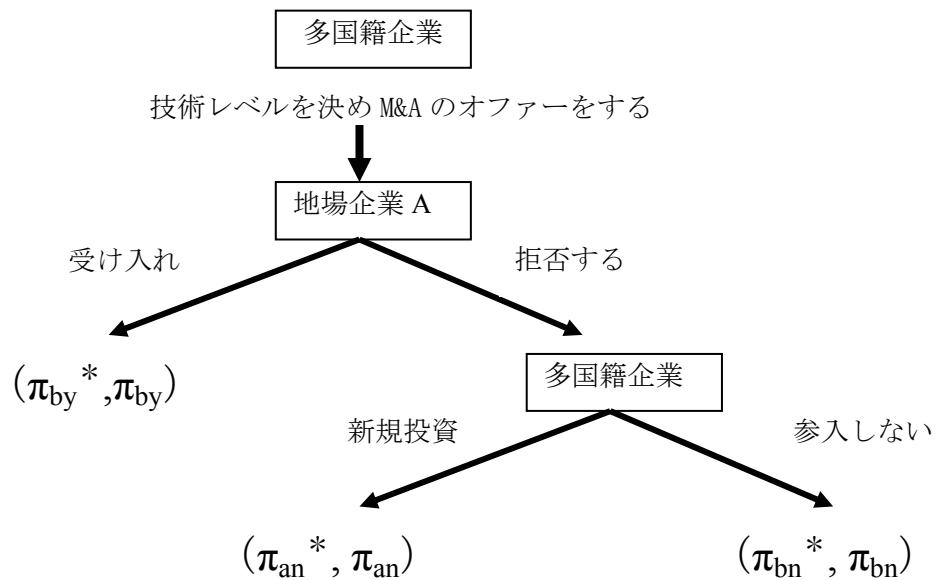 多国籍企業
技術レベルを決め M&A のオファーをする
地場企業 A
受け入れ
拒否する
(π_by*,π_by)
多国籍企業
新規投資
参入しない
(π_an*, π_an)
(π_bn*, π_bn)